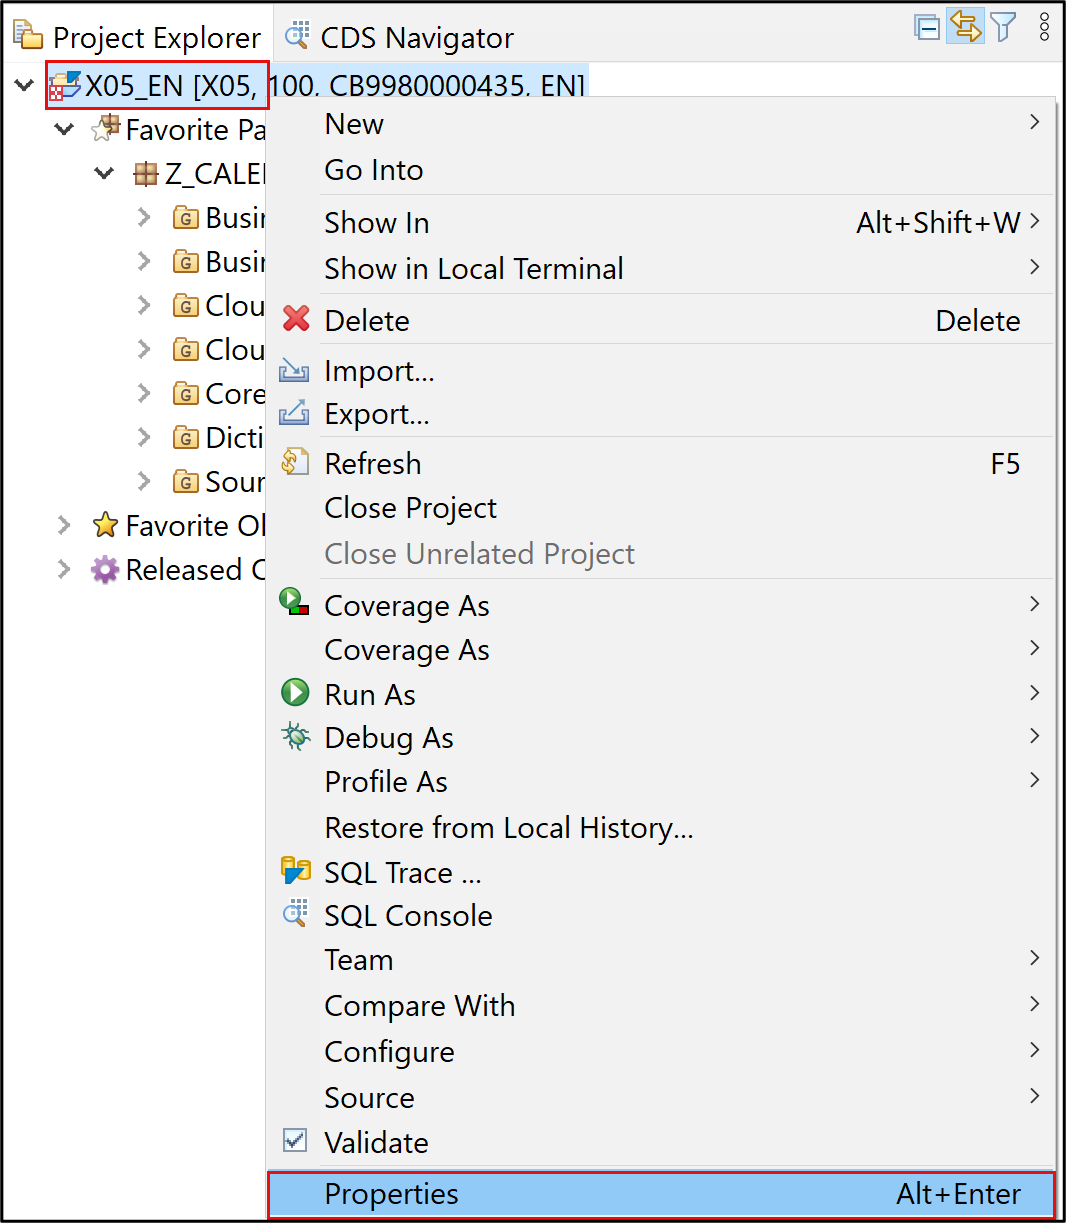 Project Explorer CDS Navigator
X05_EN [X05, 100, CB9980000435, EN]
Favorite Pa
Z_CALE
G Busin
G Busin
G Clou
G Clou
G Core
G Dicti
G Sour
Favorite Ob
Released
New
Go Into
Show In Alt+Shift+W
Show in Local Terminal
Delete Delete
Import...
Export...
Refresh F5
Close Project
Close Unrelated Project
Coverage As
Coverage As
Run As
Debug As
Profile As
Restore from Local History...
SQL Trace ...
SQL Console
Team
Compare With
Configure
Source
Validate
Properties Alt+Enter